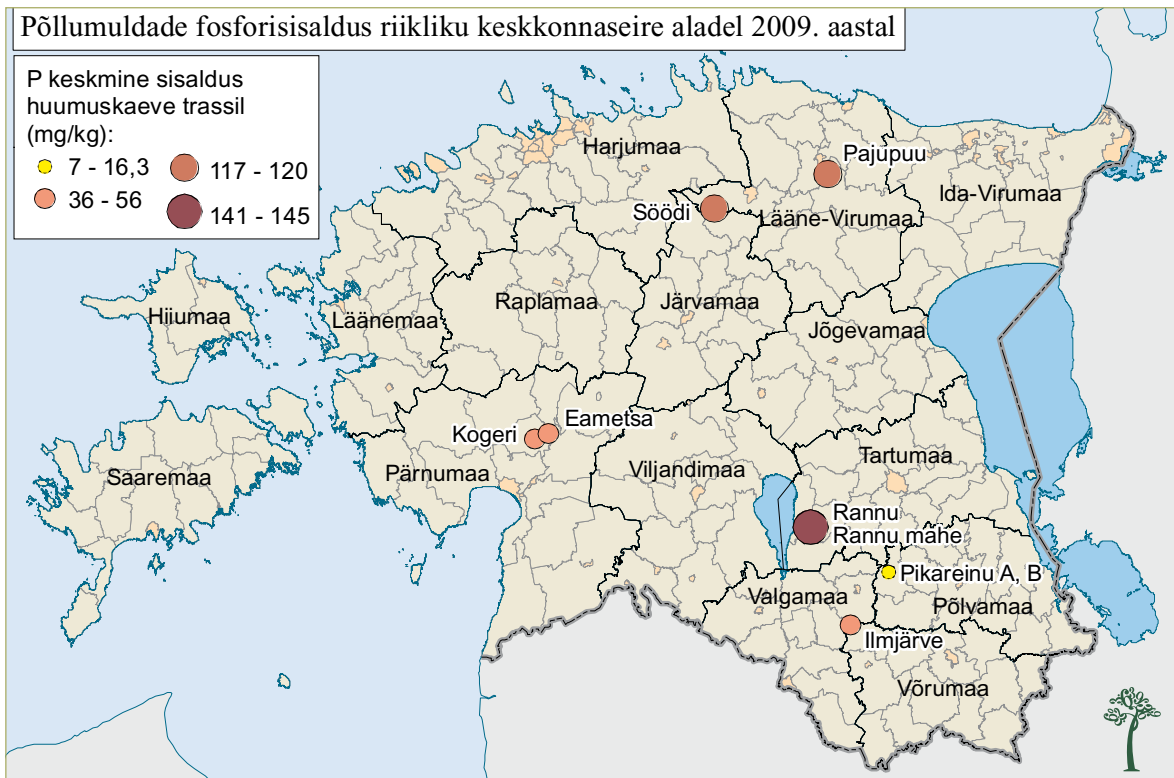 Põllumuldade fosforisisaldus riikliku keskkonnaseire aladel 2009. aastal
P keskmine sisaldus
huumuskaeve trassil
(mg/kg):
7 - 16,3
117 - 120
36 - 56
141 - 145
Harjumaa
Pajupuu
Ida-Virumaa
Söödi
Lääne-Virumaa
Hiiumaa
Läänemaa
Raplamaa
Järvamaa
Jõgevamaa
Kogeri
Eametsa
Saaremaa
Pärnumaa
Viljandimaa
Tartumaa
Rannu
Rannu mahe
Pikareinu A, B
Valgamaa
Põlvamaa
Ilmjärve
Võrumaa